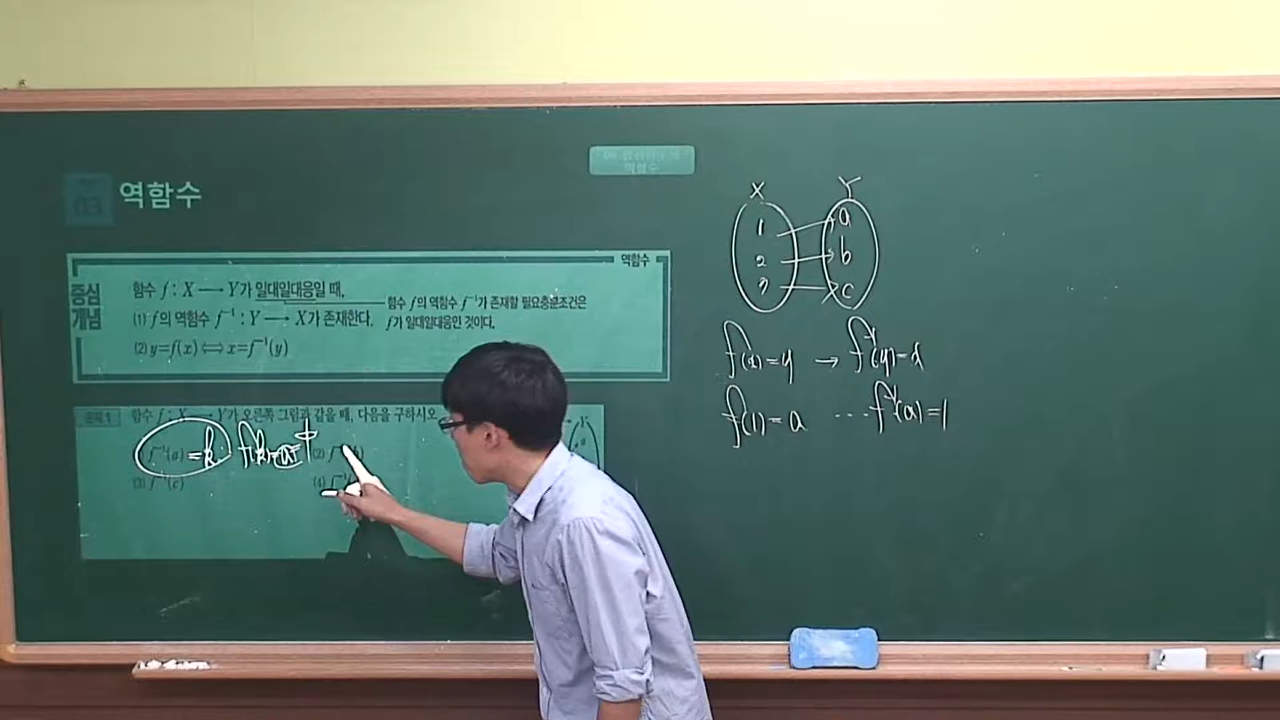 03 역함수
역함수
중심
개념
함수 f : X → Y가 일대일대응일 때,
(1) f의 역함수 f⁻¹ : Y → X가 존재한다.
함수 f의 역함수 f⁻¹가 존재할 필요충분조건은
f가 일대일대응인 것이다.
(2) y=f(x) ⟺ x=f⁻¹(y)
문제 1 함수 f : X → Y가 오른쪽 그림과 같을 때, 다음을 구하시오
f⁻¹(a) = k f(k)=a
(2) f
(3) f⁻¹(c)
(4) f⁻¹
X Y
1 a
2 b
3 c
f(x)=y → f⁻¹(y)=x
f(1)=a ... f⁻¹(a)=1